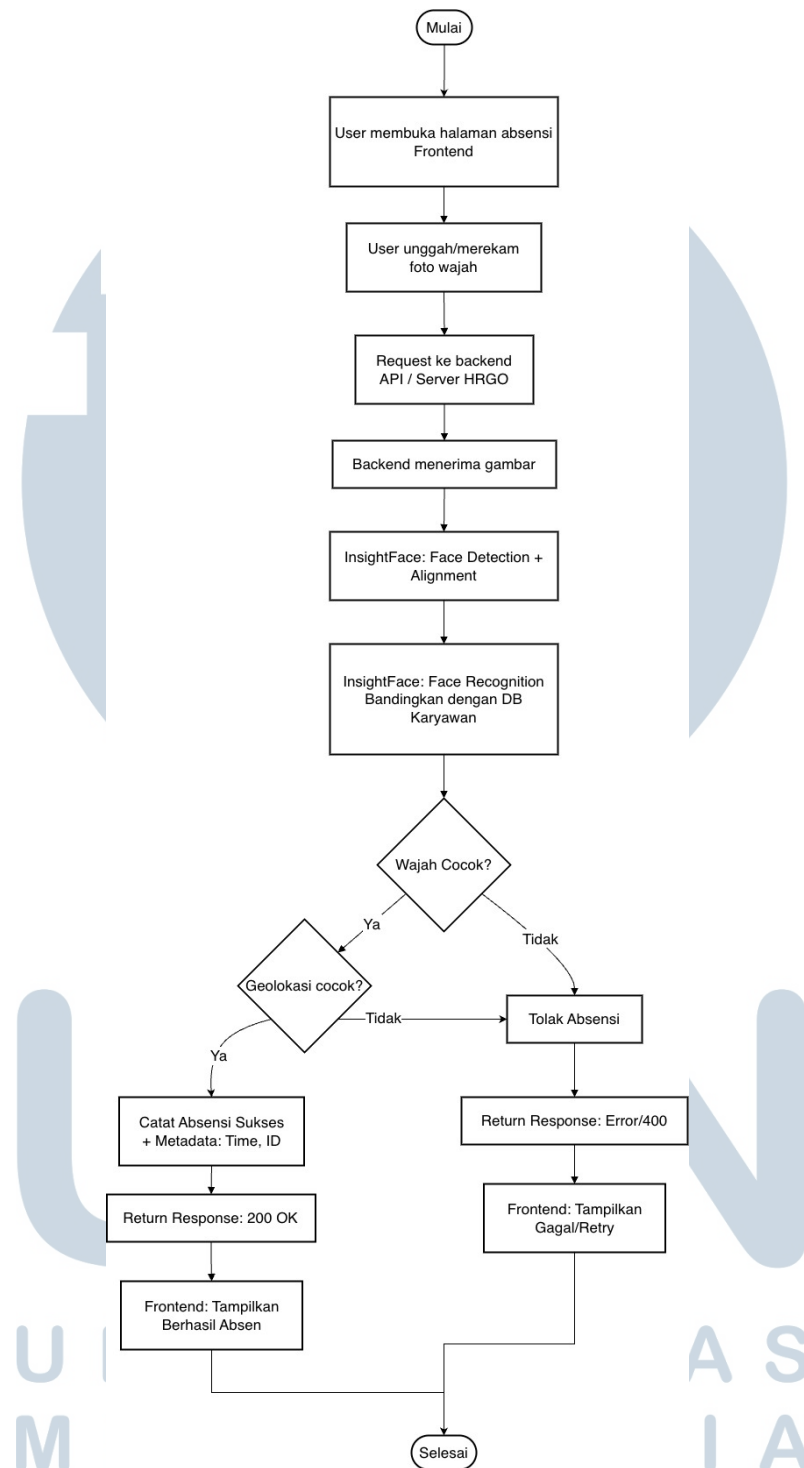 Mulai
User membuka halaman absensi
Frontend
User unggah/merekam
foto wajah
Request ke backend
API / Server HRGO
Backend menerima gambar
InsightFace: Face Detection +
Alignment
InsightFace: Face Recognition
Bandingkan dengan DB
Karyawan
Wajah Cocok?
Ya
Tidak
Geolokasi cocok?
Tidak
Tolak Absensi
Ya
Catat Absensi Sukses
+ Metadata: Time, ID
Return Response: Error/400
Return Response: 200 OK
Frontend: Tampilkan
Gagal/Retry
Frontend: Tampilkan
Berhasil Absen
Selesai